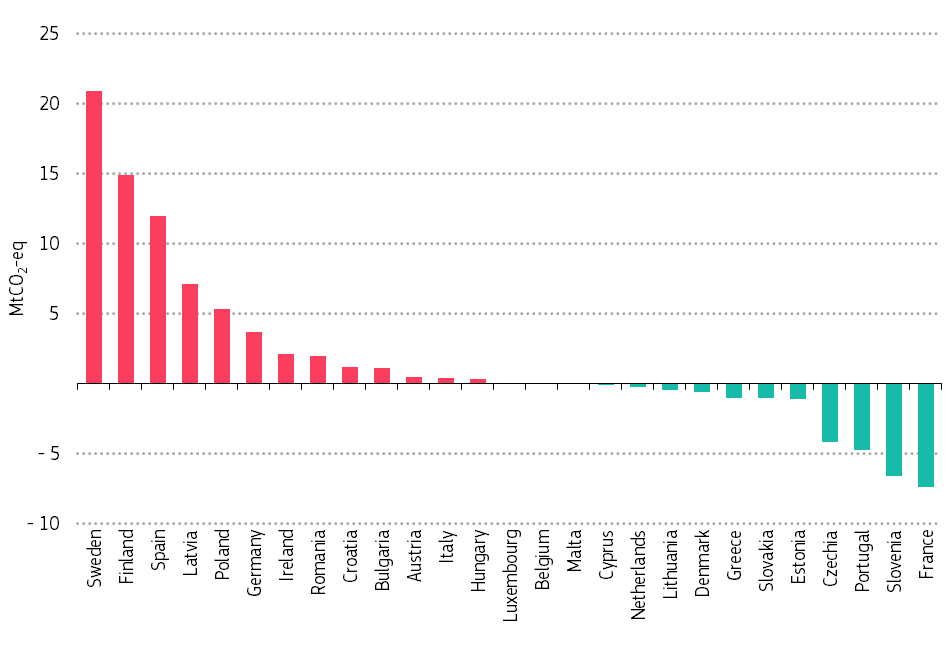 25
20
15
10
5
- 5
- 10
MtCO₂-eq
Sweden
Finland
Spain
Latvia
Poland
Germany
Ireland
Romania
Croatia
Bulgaria
Austria
Italy
Hungary
Luxembourg
Belgium
Malta
Cyprus
Netherlands
Lithuania
Denmark
Greece
Slovakia
Estonia
Czechia
Portugal
Slovenia
France